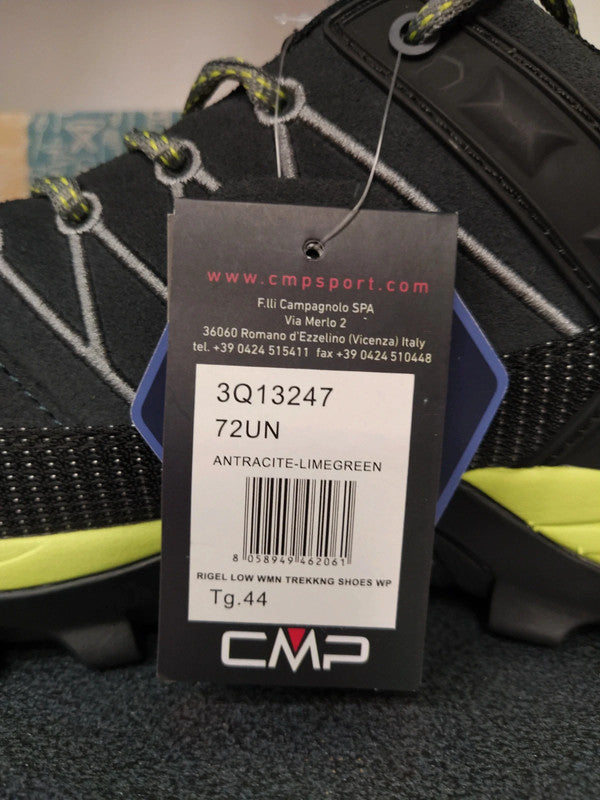 www.cmpsport.com
F.lli Campagnolo SPA
Via Merlo 2
36060 Romano d'Ezzelino (Vicenza) Italy
tel. +39 0424 515411 fax +39 0424 510448
3Q13247
72UN
ANTRACITE-LIMEGREEN
8 058949 462061
RIGEL LOW WMN TREKKNG SHOES WP
Tg.44
CMP